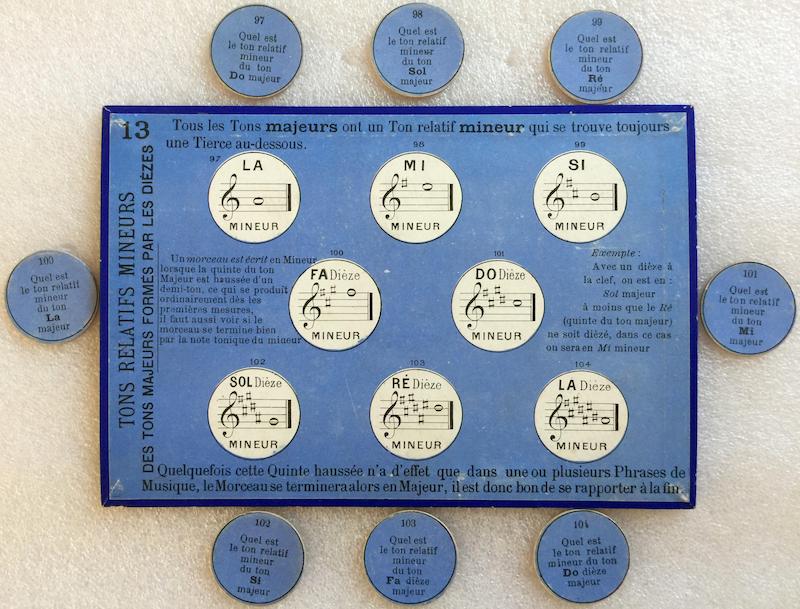 97
Quel est
le ton relatif
mineur
du ton
Do majeur
98
Quel est
le ton relatif
mineur
du ton
Sol
majeur
99
Quel est
le ton relatif
mineur
du ton
Ré
majeur
13
Tous les Tons majeurs ont un Ton relatif mineur qui se trouve toujours
une Tierce au-dessous.
TONS RELATIFS MINEURS
DES TONS MAJEURS FORMÉS PAR LES DIÈZES
97
LA
MINEUR
98
MI
MINEUR
99
SI
MINEUR
Un morceau est écrit en Mineur
lorsque la quinte du ton
Majeur est haussée d'un
demi-ton, ce qui se produit
ordinairement dès les
premières mesures,
il faut aussi voir si le
morceau se termine bien
par la note tonique du mineur
100
FA Dièze
MINEUR
101
DO Dièze
MINEUR
Exemple:
Avec un dièze à
la clef, on est en:
Sol majeur
à moins que le Ré
(quinte du ton majeur)
ne soit dièzé, dans ce cas
on sera en Mi mineur
100
Quel est
le ton relatif
mineur
du ton
La
majeur
101
Quel est
le ton relatif
mineur
du ton
Mi
majeur
102
SOL Dièze
MINEUR
103
RÉ Dièze
MINEUR
104
LA Dièze
MINEUR
Quelquefois cette Quinte haussée n'a d'effet que dans une ou plusieurs Phrases de
Musique, le Morceau se terminera alors en Majeur, il est donc bon de se rapporter à la fin.
102
Quel est
le ton relatif
mineur
du ton
Si
majeur
103
Quel est
le ton relatif
mineur
du ton
Fa dièze
majeur
104
Quel est
le ton relatif
mineur du ton
Do dièze
majeur